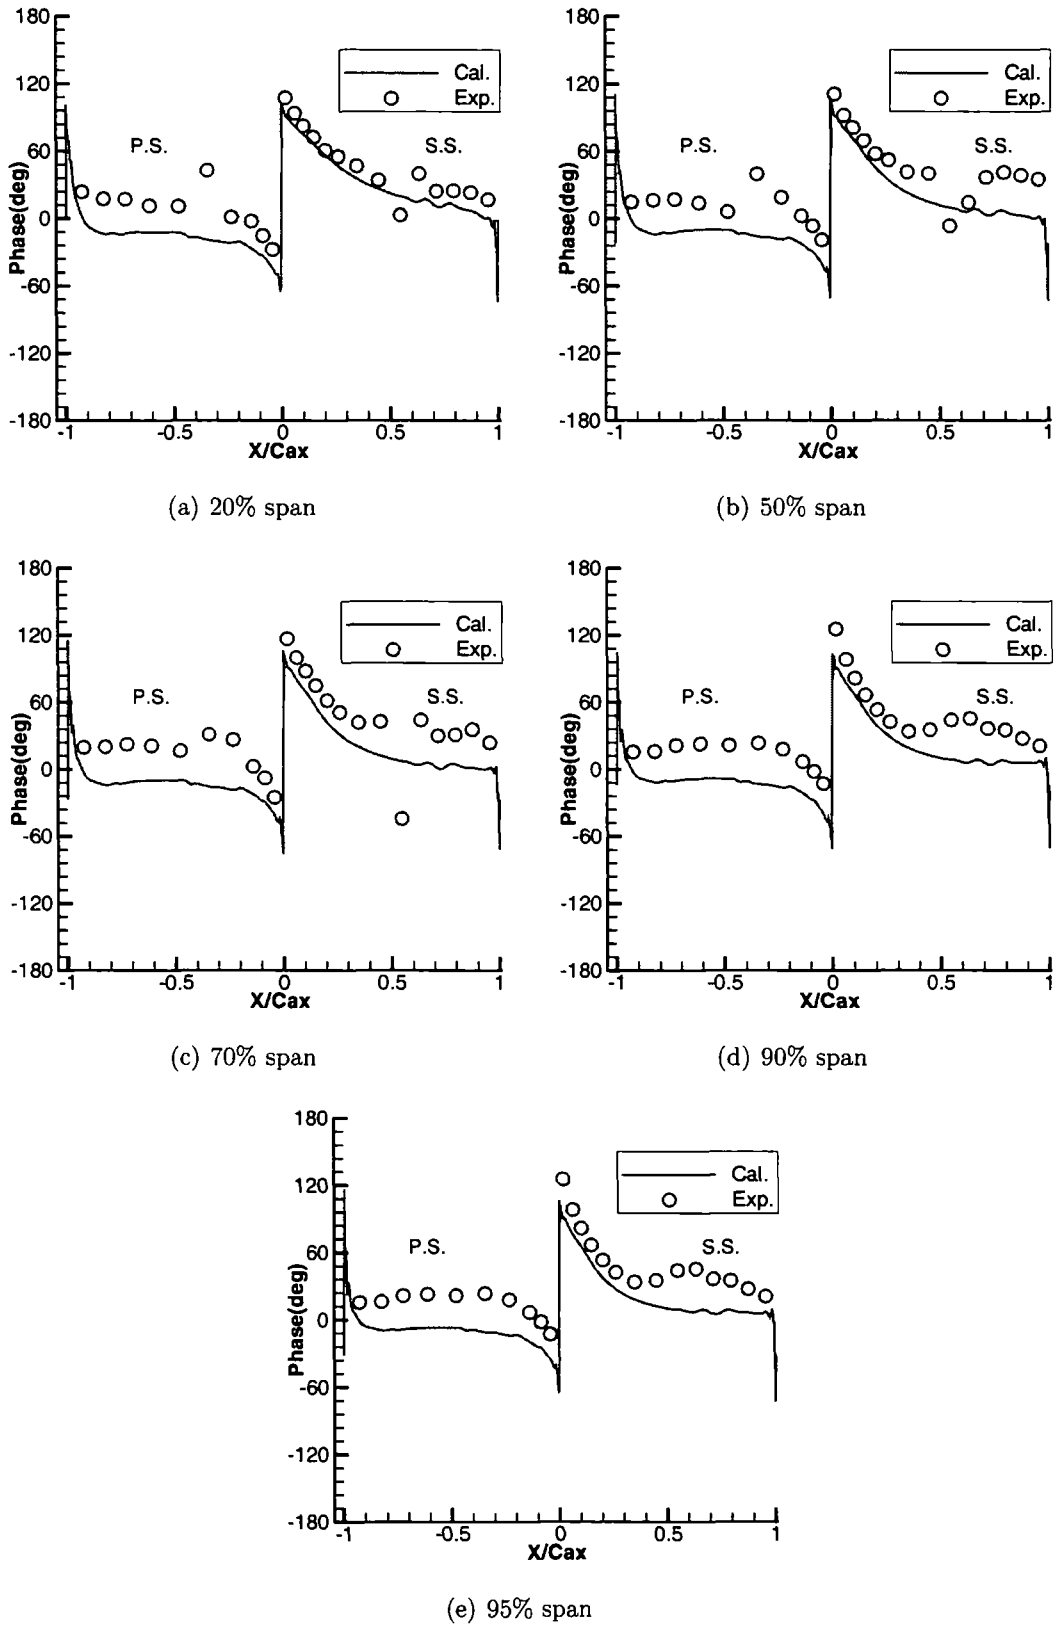 180
120
60
0
-60
-120
-180
Phase(deg)
Cal.
Exp.
P.S.
S.S.
-1
-0.5
0
0.5
1
X/Cax
(a) 20% span
180
120
60
0
-60
-120
-180
Phase(deg)
Cal.
Exp.
P.S.
S.S.
-1
-0.5
0
0.5
1
X/Cax
(b) 50% span
180
120
60
0
-60
-120
-180
Phase(deg)
Cal.
Exp.
P.S.
S.S.
-1
-0.5
0
0.5
1
X/Cax
(c) 70% span
180
120
60
0
-60
-120
-180
Phase(deg)
Cal.
Exp.
P.S.
S.S.
-1
-0.5
0
0.5
1
X/Cax
(d) 90% span
180
120
60
0
-60
-120
-180
Phase(deg)
Cal.
Exp.
P.S.
S.S.
-1
-0.5
0
0.5
1
X/Cax
(e) 95% span